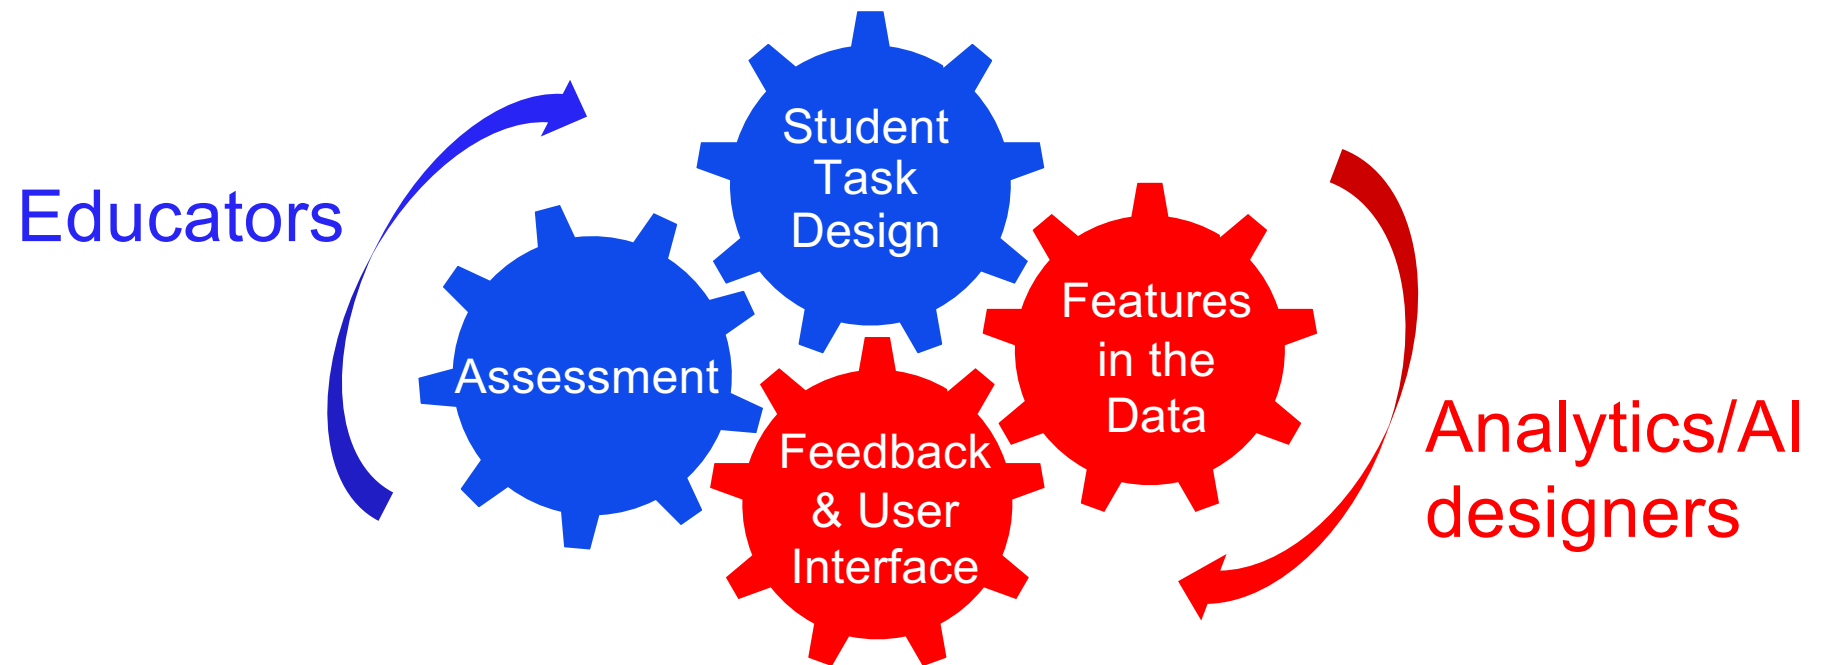 Educators
Student
Task
Design
Assessment
Features
in the
Data
Feedback
& User
Interface
Analytics/AI
designers